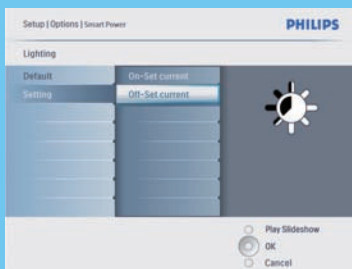 Setup | Options | Smart Power
PHILIPS
Lighting
Default
On-Set current
Setting
Off-Set current
Play Slideshow
OK
Cancel